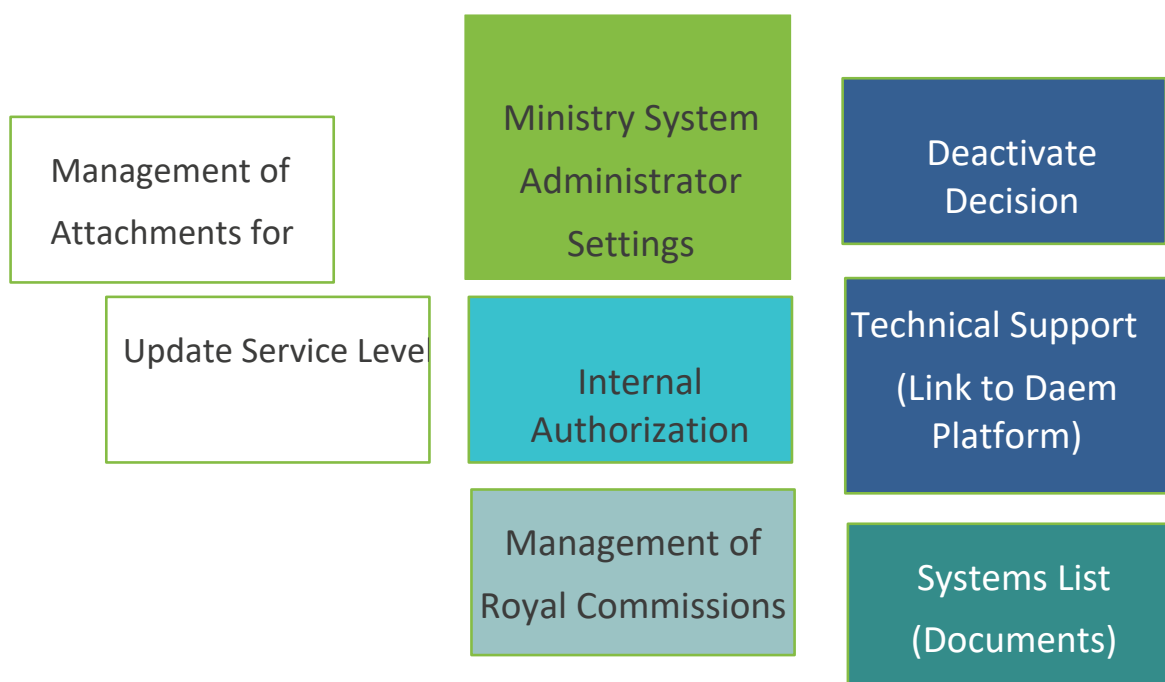 Management of
Attachments for
Update Service Level
Ministry System
Administrator
Settings
Internal
Authorization
Management of
Royal Commissions
Deactivate
Decision
Technical Support
(Link to Daem
Platform)
Systems List
(Documents)